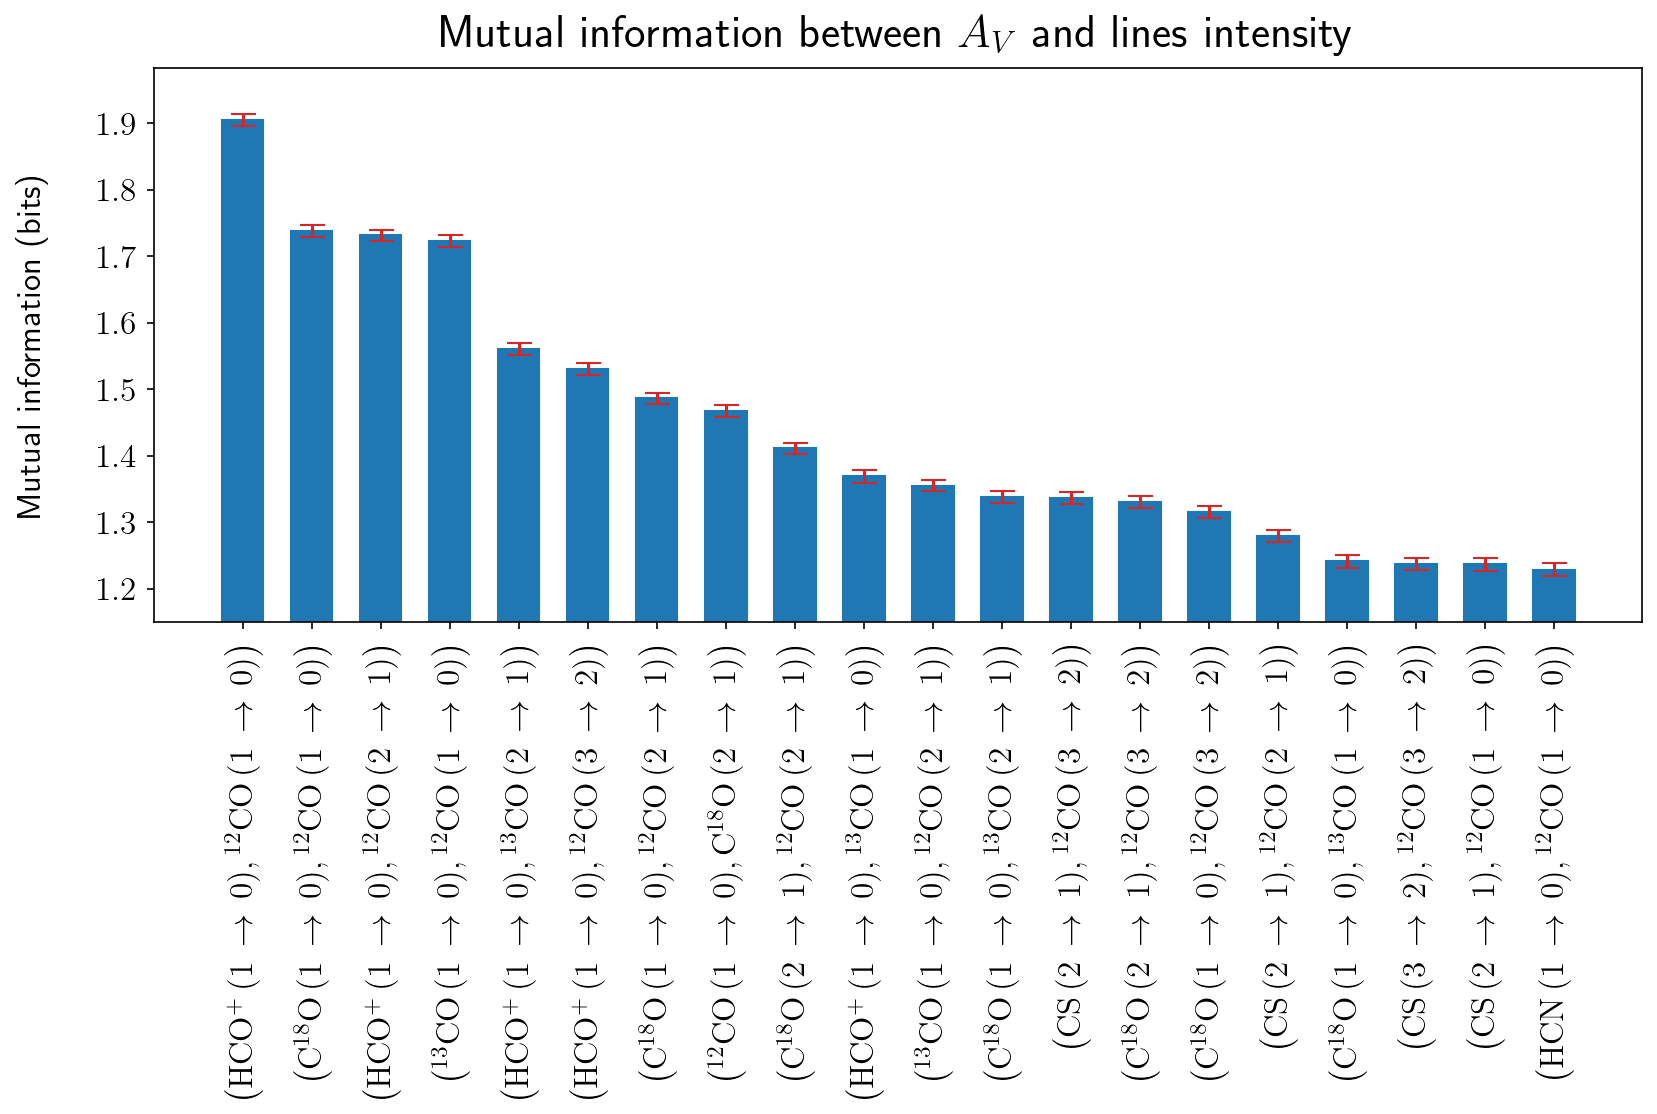 Mutual information between A_V and lines intensity
Mutual information (bits)
1.9
1.8
1.7
1.6
1.5
1.4
1.3
1.2
(HCO⁺ (1 → 0), ¹²CO (1 → 0))
(C¹⁸O (1 → 0), ¹²CO (1 → 0))
(HCO⁺ (1 → 0), ¹²CO (2 → 1))
(¹³CO (1 → 0), ¹²CO (1 → 0))
(HCO⁺ (1 → 0), ¹³CO (2 → 1))
(HCO⁺ (1 → 0), ¹²CO (3 → 2))
(C¹⁸O (1 → 0), ¹²CO (2 → 1))
(¹²CO (1 → 0), C¹⁸O (2 → 1))
(C¹⁸O (2 → 1), ¹²CO (2 → 1))
(HCO⁺ (1 → 0), ¹³CO (1 → 0))
(¹³CO (1 → 0), ¹²CO (2 → 1))
(C¹⁸O (1 → 0), ¹³CO (2 → 1))
(CS (2 → 1), ¹²CO (3 → 2))
(C¹⁸O (2 → 1), ¹²CO (3 → 2))
(C¹⁸O (1 → 0), ¹²CO (3 → 2))
(CS (2 → 1), ¹²CO (2 → 1))
(C¹⁸O (1 → 0), ¹³CO (1 → 0))
(CS (3 → 2), ¹²CO (3 → 2))
(CS (2 → 1), ¹²CO (1 → 0))
(HCN (1 → 0), ¹²CO (1 → 0))